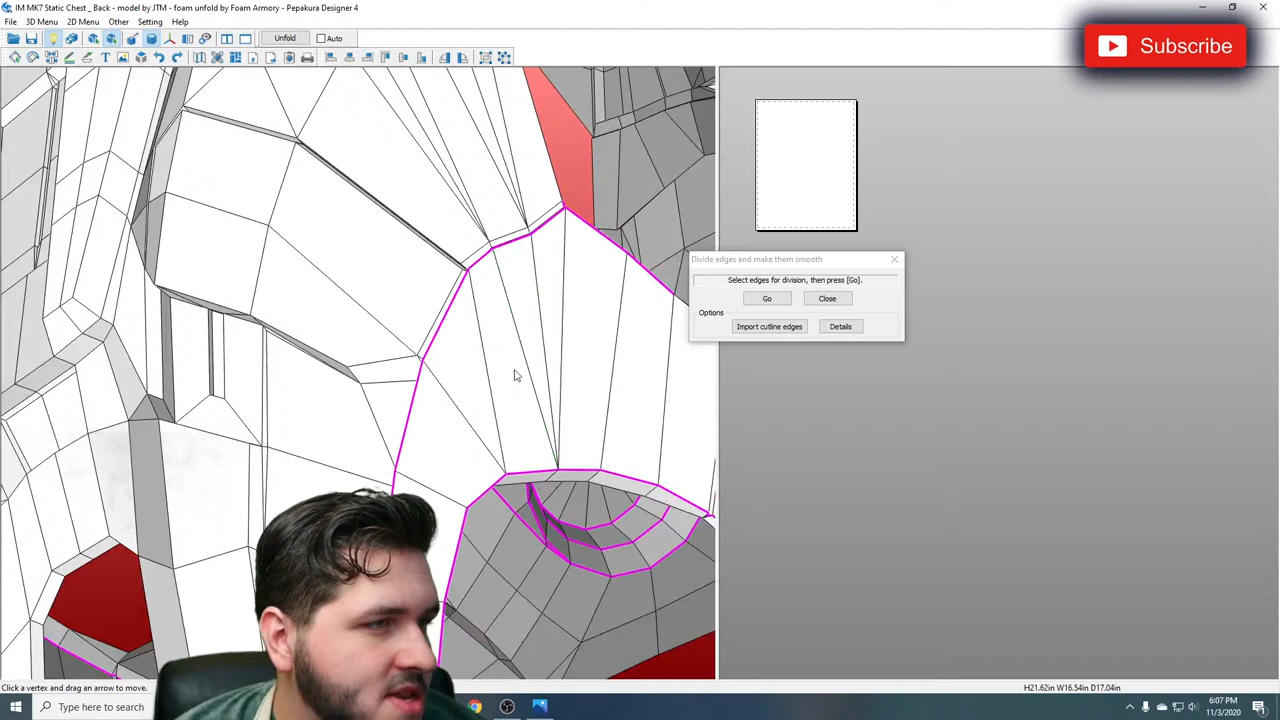 IM MK7 Static Chest _ Back - model by JTM - foam unfold by Foam Armory - Pepakura Designer 4
File 3D Menu 2D Menu Other Setting Help
Unfold Auto
Subscribe
Divide edges and make them smooth
Select edges for division, then press [Go].
Go Close
Options
Import cutline edges Details
Click a vertex and drag an arrow to move.
H21.62in W16.54in D17.04in
Type here to search
6:07 PM
11/3/2020
1